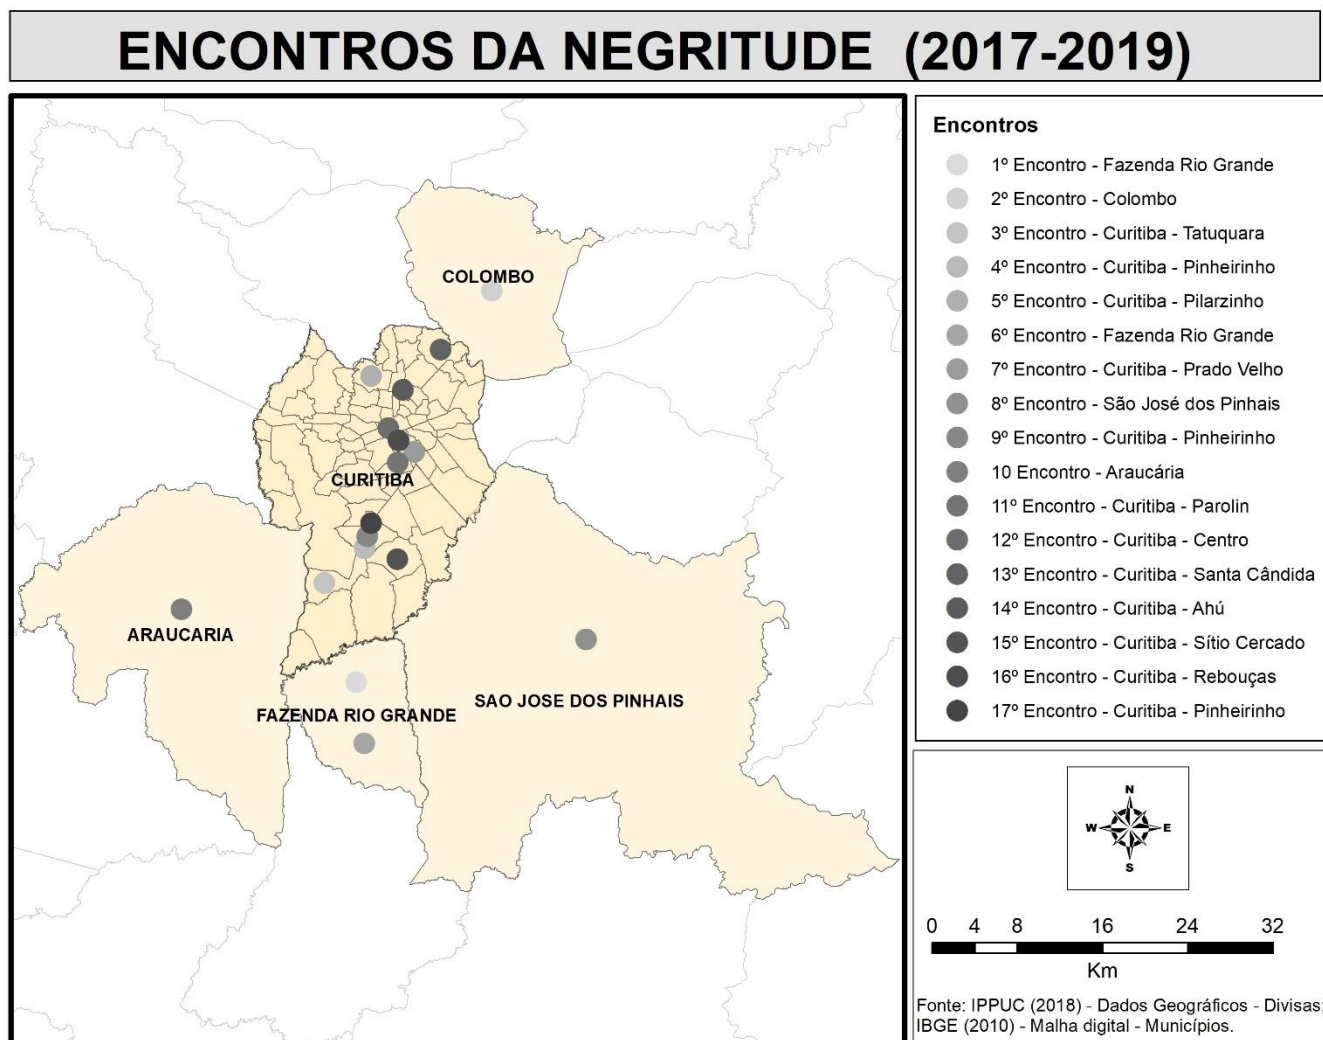 ENCONTROS DA NEGRITUDE (2017-2019)
COLOMBO
CURITIBA
ARAUCARIA
FAZENDA RIO GRANDE
SAO JOSE DOS PINHAIS
Encontros
1º Encontro - Fazenda Rio Grande
2º Encontro - Colombo
3º Encontro - Curitiba - Tatuquara
4º Encontro - Curitiba - Pinheirinho
5º Encontro - Curitiba - Pilarzinho
6º Encontro - Fazenda Rio Grande
7º Encontro - Curitiba - Prado Velho
8º Encontro - São José dos Pinhais
9º Encontro - Curitiba - Pinheirinho
10 Encontro - Araucária
11º Encontro - Curitiba - Parolin
12º Encontro - Curitiba - Centro
13º Encontro - Curitiba - Santa Cândida
14º Encontro - Curitiba - Ahú
15º Encontro - Curitiba - Sítio Cercado
16º Encontro - Curitiba - Rebouças
17º Encontro - Curitiba - Pinheirinho
N
W E
S
0 4 8 16 24 32
Km
Fonte: IPPUC (2018) - Dados Geográficos - Divisas;
IBGE (2010) - Malha digital - Municípios.